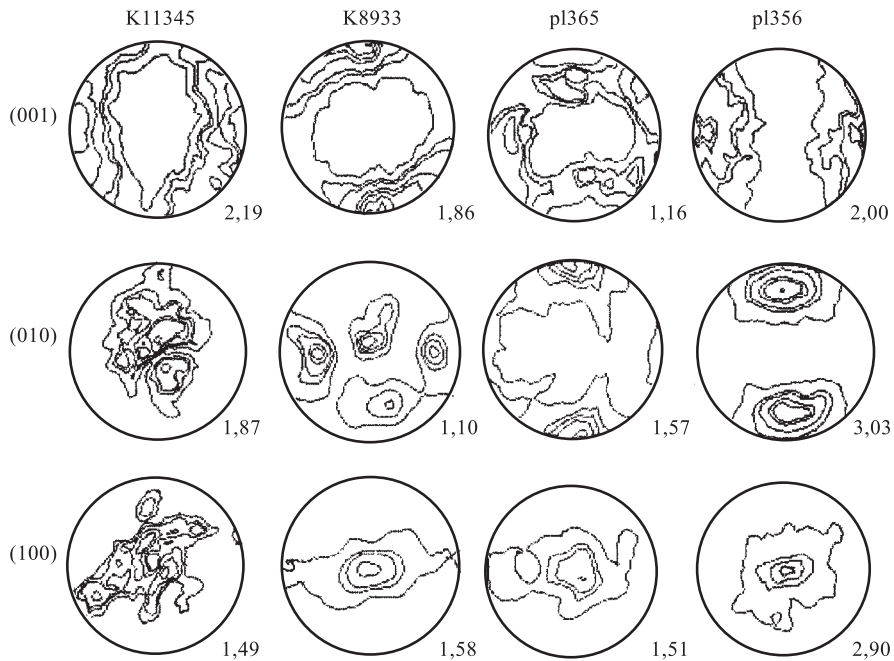 K11345 K8933 pl365 pl356
(001)
2,19 1,86 1,16 2,00
(010)
1,87 1,10 1,57 3,03
(100)
1,49 1,58 1,51 2,90